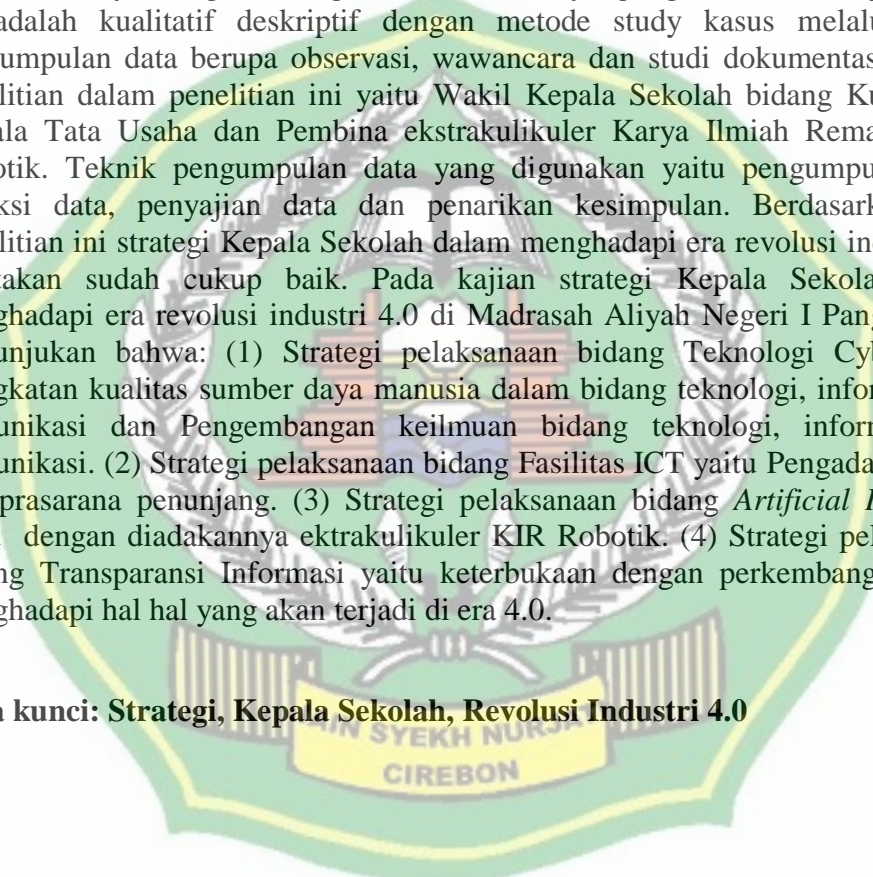 adalah kualitatif deskriptif dengan metode study kasus melalu
umpulan data berupa observasi, wawancara dan studi dokumentas
litian dalam penelitian ini yaitu Wakil Kepala Sekolah bidang Ku
ala Tata Usaha dan Pembina ekstrakulikuler Karya Ilmiah Rema
otik. Teknik pengumpulan data yang digunakan yaitu pengumpu
ksi data, penyajian data dan penarikan kesimpulan. Berdasark
litian ini strategi Kepala Sekolah dalam menghadapi era revolusi in
takan sudah cukup baik. Pada kajian strategi Kepala Sekola
ghadapi era revolusi industri 4.0 di Madrasah Aliyah Negeri I Pang
unjukan bahwa: (1) Strategi pelaksanaan bidang Teknologi Cyb
gkatan kualitas sumber daya manusia dalam bidang teknologi, infor
unikasi dan Pengembangan keilmuan bidang teknologi, inform
unikasi. (2) Strategi pelaksanaan bidang Fasilitas ICT yaitu Pengada
prasarana penunjang. (3) Strategi pelaksanaan bidang Artificial I
dengan diadakannya ektrakulikuler KIR Robotik. (4) Strategi pel
ng Transparansi Informasi yaitu keterbukaan dengan perkembang
ghadapi hal hal yang akan terjadi di era 4.0.
a kunci: Strategi, Kepala Sekolah, Revolusi Industri 4.0
SYEKH NURJA
CIREBON